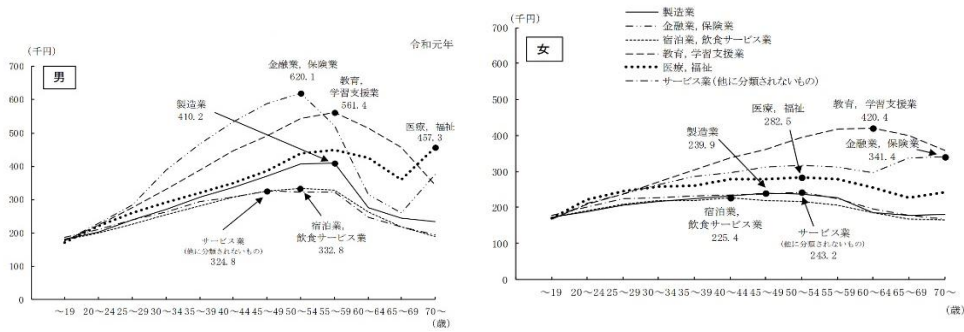 (千円)
男
令和元年
700
600
500
400
300
200
100
0
金融業，保険業
620.1
教育，
学習支援業
561.4
製造業
410.2
医療，福祉
457.3
サービス業
(他に分類されないもの)
324.8
宿泊業，
飲食サービス業
332.8
～19 20～24 25～29 30～34 35～39 40～44 45～49 50～54 55～59 60～64 65～69 70～
(歳)
(千円)
女
製造業
金融業，保険業
宿泊業，飲食サービス業
教育，学習支援業
医療，福祉
サービス業(他に分類されないもの)
700
600
500
400
300
200
100
0
医療，福祉
282.5
教育，学習支援業
420.4
製造業
239.9
金融業，保険業
341.4
宿泊業，
飲食サービス業
225.4
サービス業
(他に分類されないもの)
243.2
～19 20～24 25～29 30～34 35～39 40～44 45～49 50～54 55～59 60～64 65～69 70～
(歳)